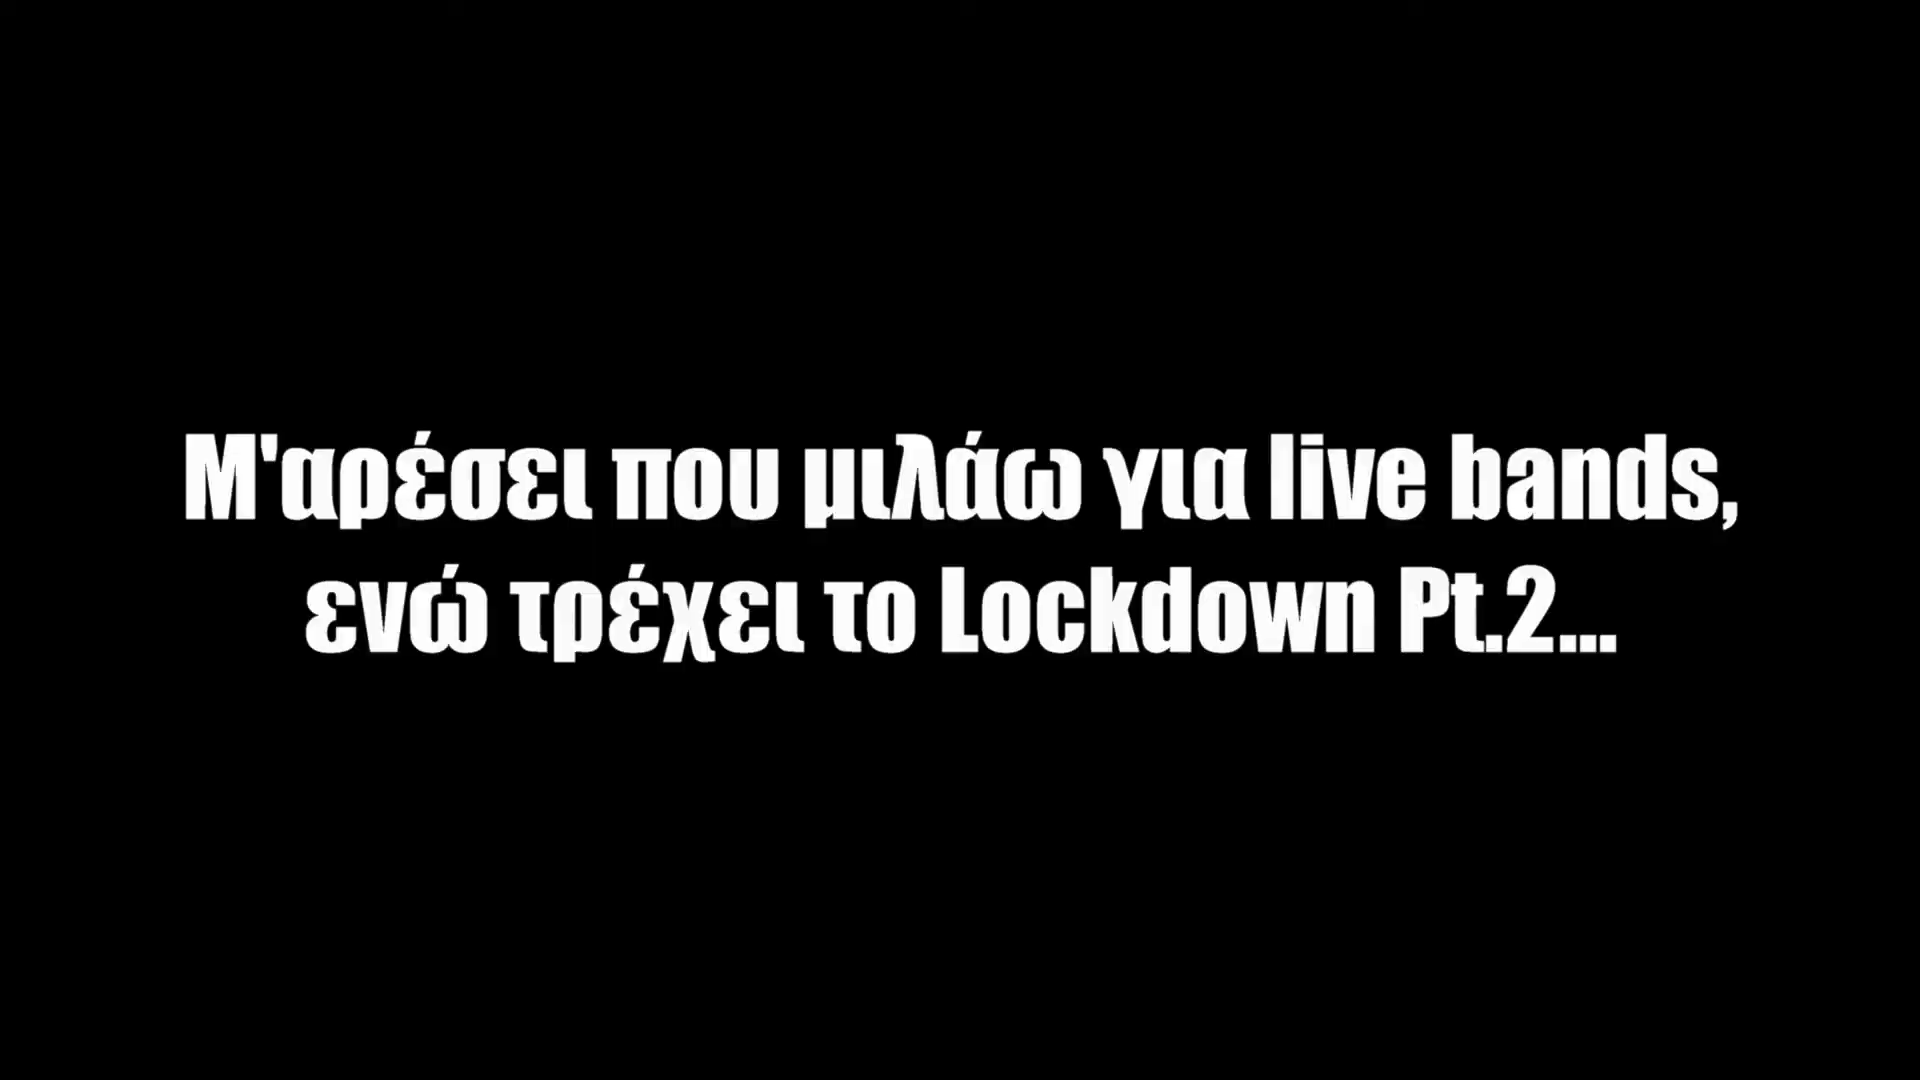 Μ'αρέσει που μιλάω για live bands,
ενώ τρέχει το Lockdown Pt.2...